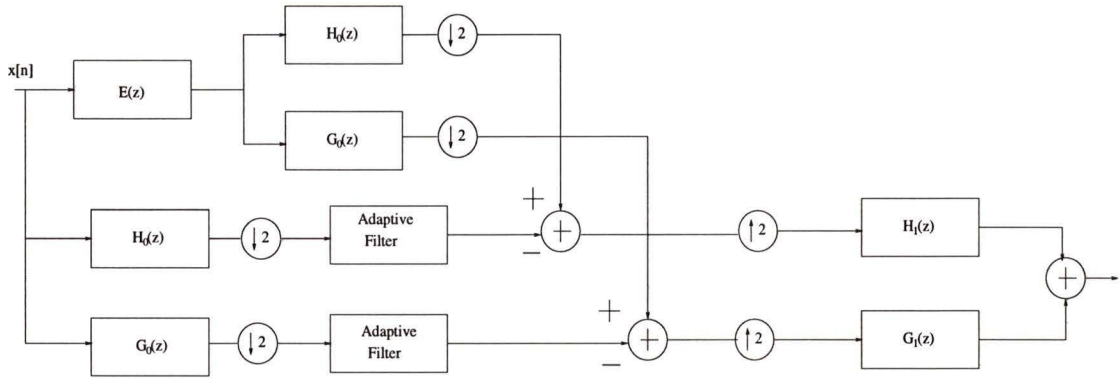 H₀(z)
↓ 2
x[n]
E(z)
G₀(z)
↓ 2
H₀(z)
↓ 2
Adaptive
Filter
+
−
+
↑ 2
H₁(z)
+
G₀(z)
↓ 2
Adaptive
Filter
+
−
+
↑ 2
G₁(z)